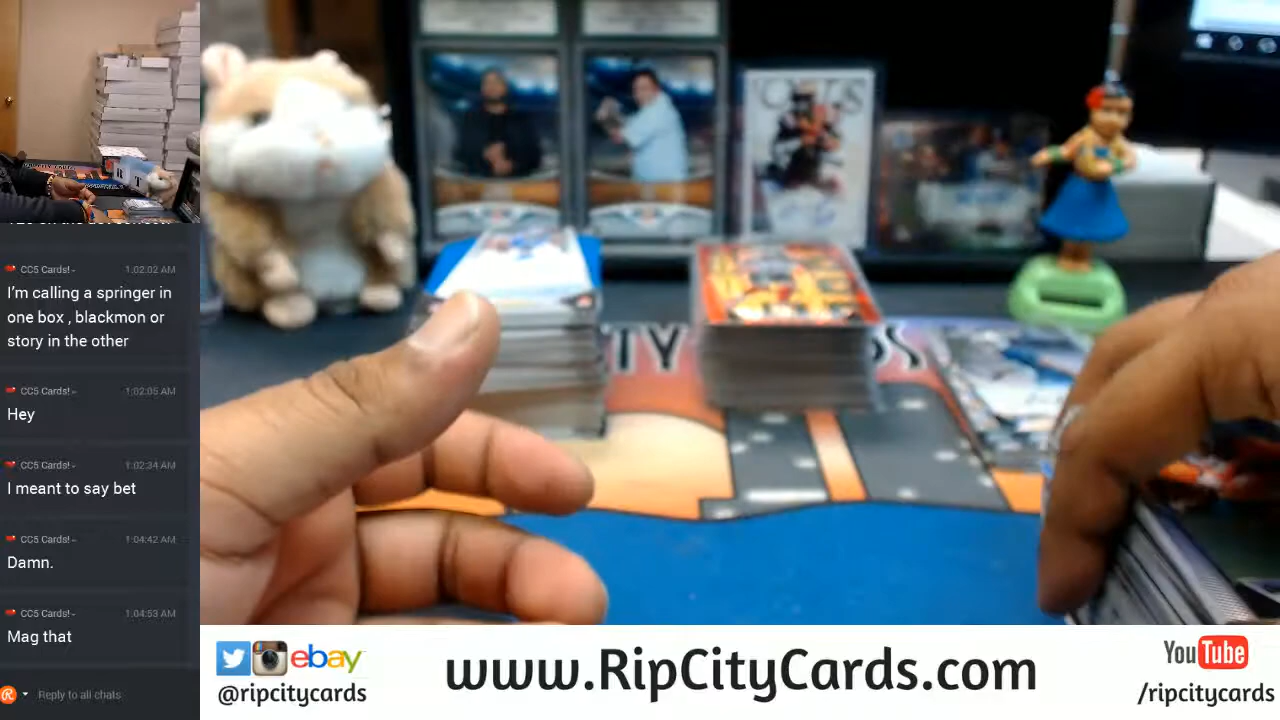 CC5 Cards!
1:02:02 AM
I'm calling a springer in
one box , blackmon or
story in the other
CC5 Cards!
1:02:05 AM
Hey
CC5 Cards!
1:02:34 AM
I meant to say bet
CC5 Cards!
1:04:42 AM
Damn.
CC5 Cards!
1:04:53 AM
Mag that
Reply to all chats
ITY
DS
ebay
@ripcitycards
www.RipCityCards.com
YouTube
/ripcitycards